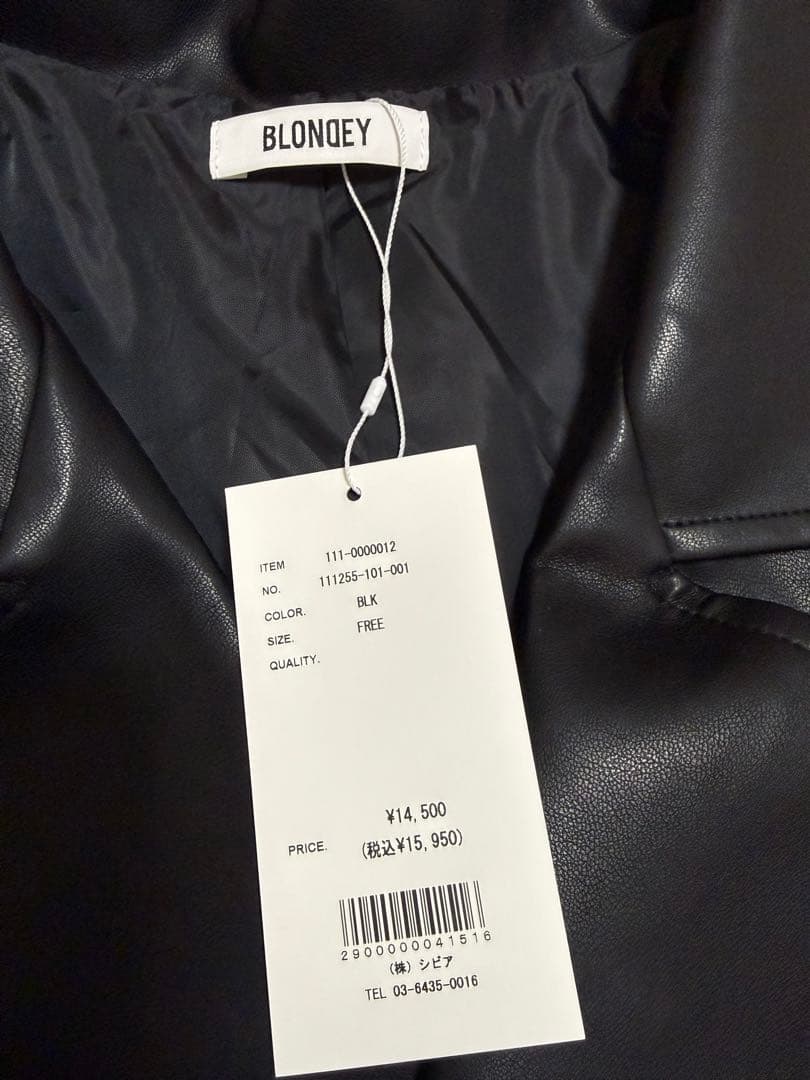 BLONDEY
ITEM 111-0000012
NO. 111255-101-001
COLOR. BLK
SIZE. FREE
QUALITY.
¥14,500
PRICE. (税込¥15,950)
2900000041516
(株) シピア
TEL 03-6435-0016